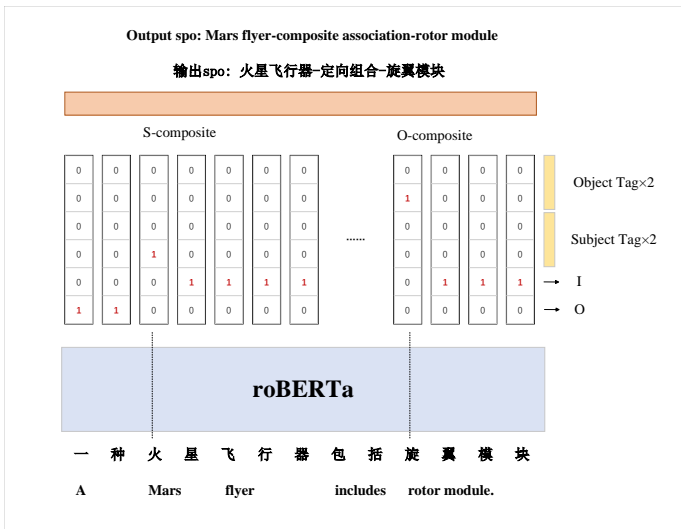 Output spo: Mars flyer-composite association-rotor module
输出spo: 火星飞行器-定向组合-旋翼模块
S-composite O-composite
0 0 0 0 0 0 0 0 0 0 0
0 0 0 0 0 0 0 1 0 0 0 Object Tag×2
0 0 0 0 0 0 0 ...... 0 0 0 0
0 0 1 0 0 0 0 0 0 0 0 Subject Tag×2
0 0 0 1 1 1 1 0 1 1 1 I
1 1 0 0 0 0 0 0 0 0 0 O
roBERTa
一 种 火 星 飞 行 器 包 括 旋 翼 模 块
A Mars flyer includes rotor module.